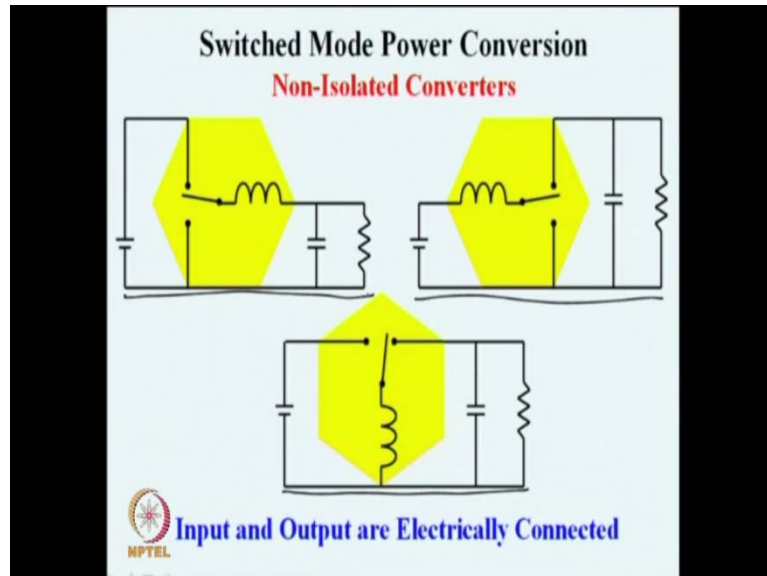 Switched Mode Power Conversion
Non-Isolated Converters
Input and Output are Electrically Connected
NPTEL